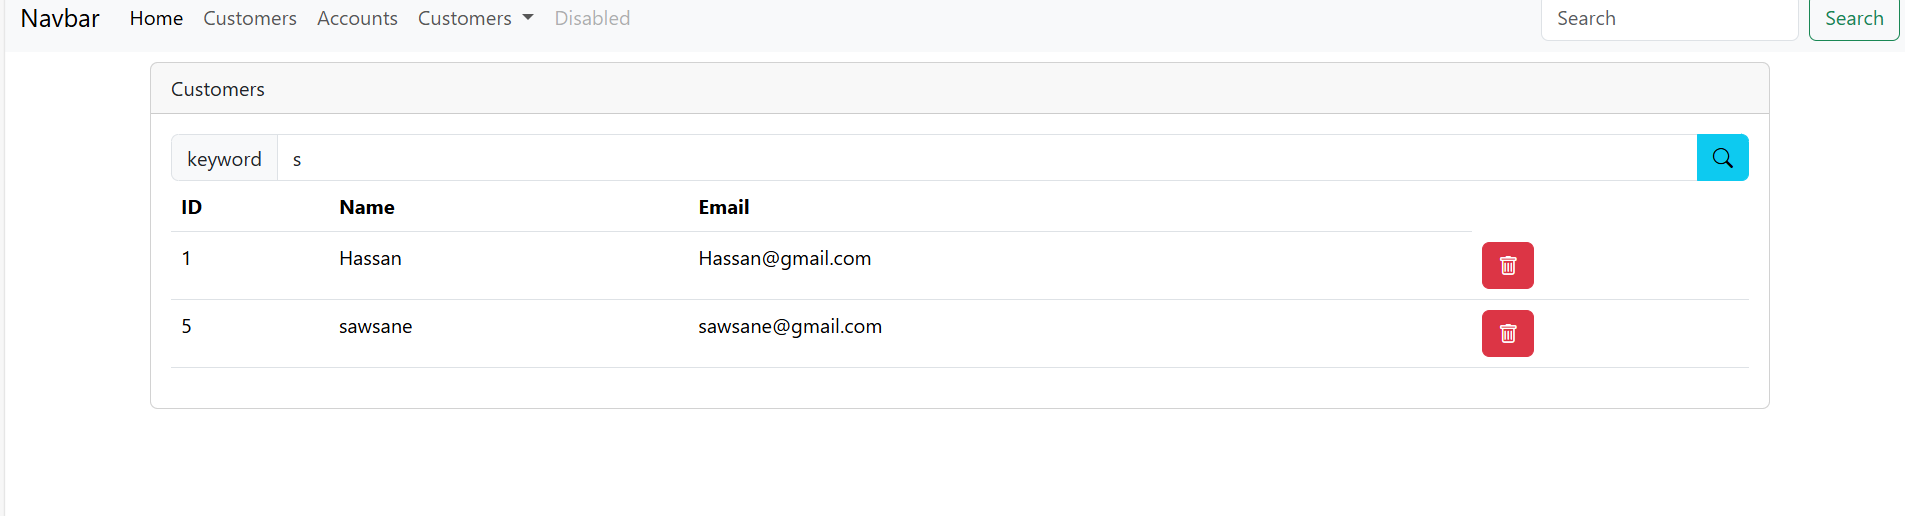 Navbar Home Customers Accounts Customers Disabled Search Search
Customers
keyword s
ID Name Email
1 Hassan Hassan@gmail.com
5 sawsane sawsane@gmail.com